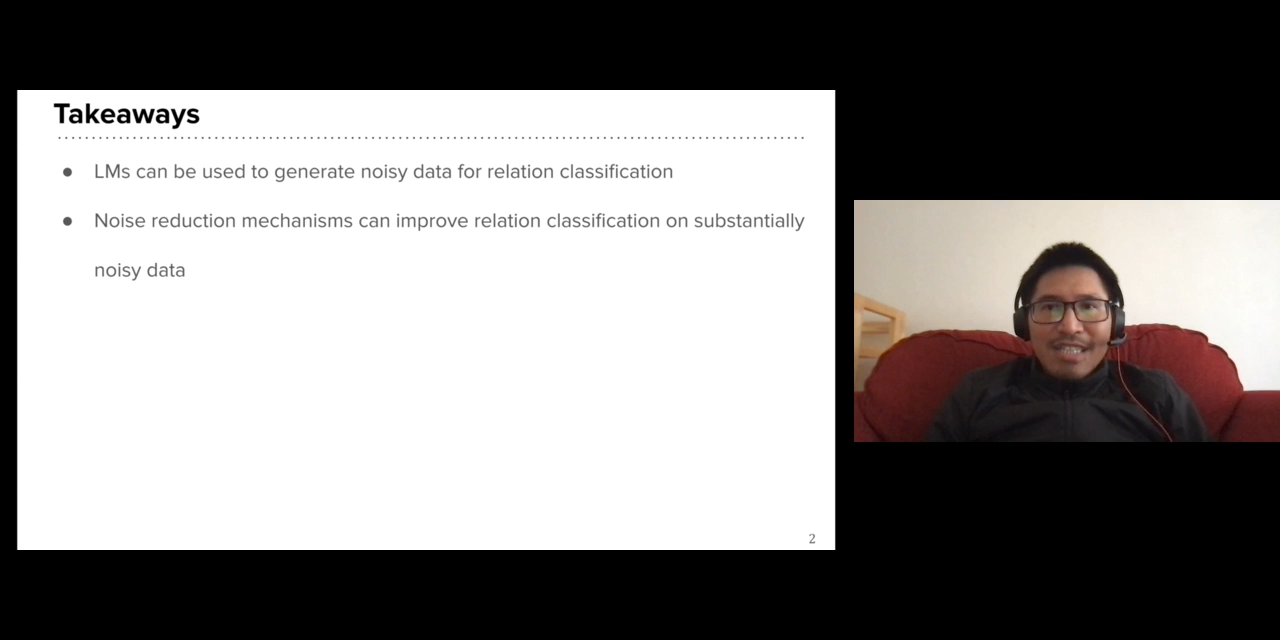 Takeaways
● LMs can be used to generate noisy data for relation classification
● Noise reduction mechanisms can improve relation classification on substantially
noisy data
2